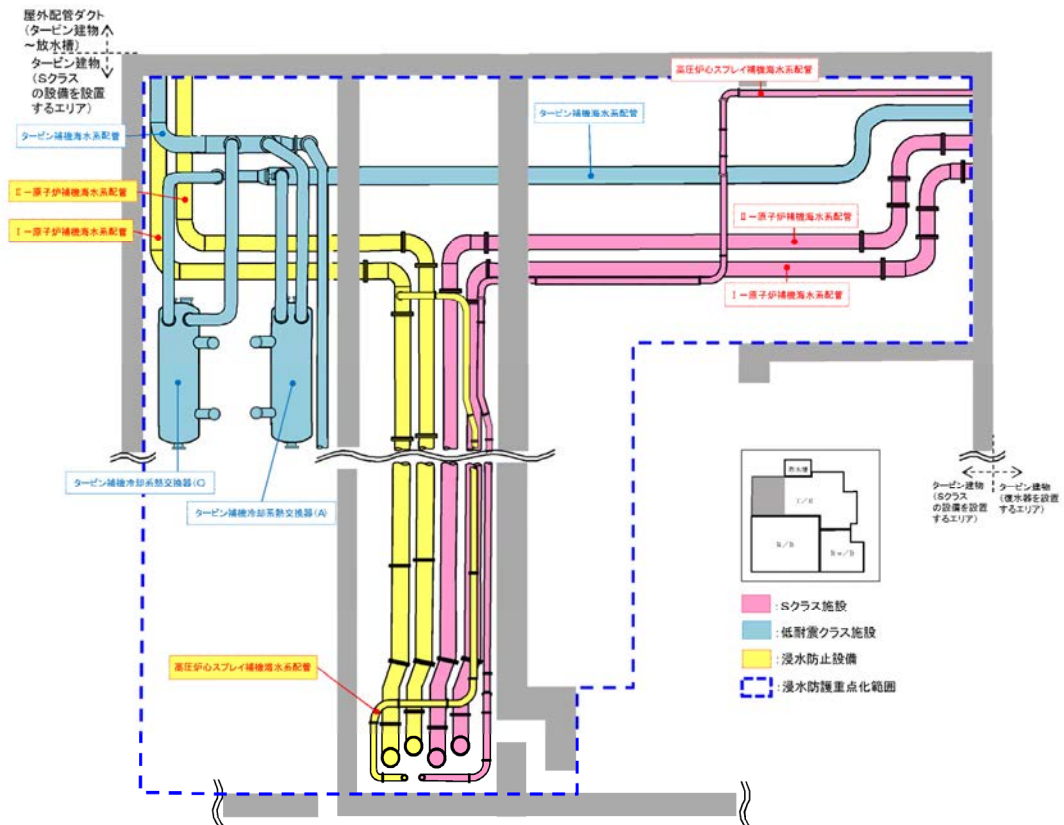 屋外配管ダクト
(タービン建物
～放水槽)
タービン建物
(Sクラス
の設備を設置
するエリア)
高圧炉心スプレイ補機海水系配管
タービン補機海水系配管
タービン補機海水系配管
Ⅱ－原子炉補機海水系配管
Ⅰ－原子炉補機海水系配管
Ⅱ－原子炉補機海水系配管
Ⅰ－原子炉補機海水系配管
タービン補機冷却系熱交換器(C)
タービン補機冷却系熱交換器(A)
タービン建物
(Sクラス
の設備を設置
するエリア)
タービン建物
(復水器を設置
するエリア)
T/B
R/B
Rw/B
:Sクラス施設
:低耐震クラス施設
:浸水防止設備
:浸水防護重点化範囲
高圧炉心スプレイ補機海水系配管